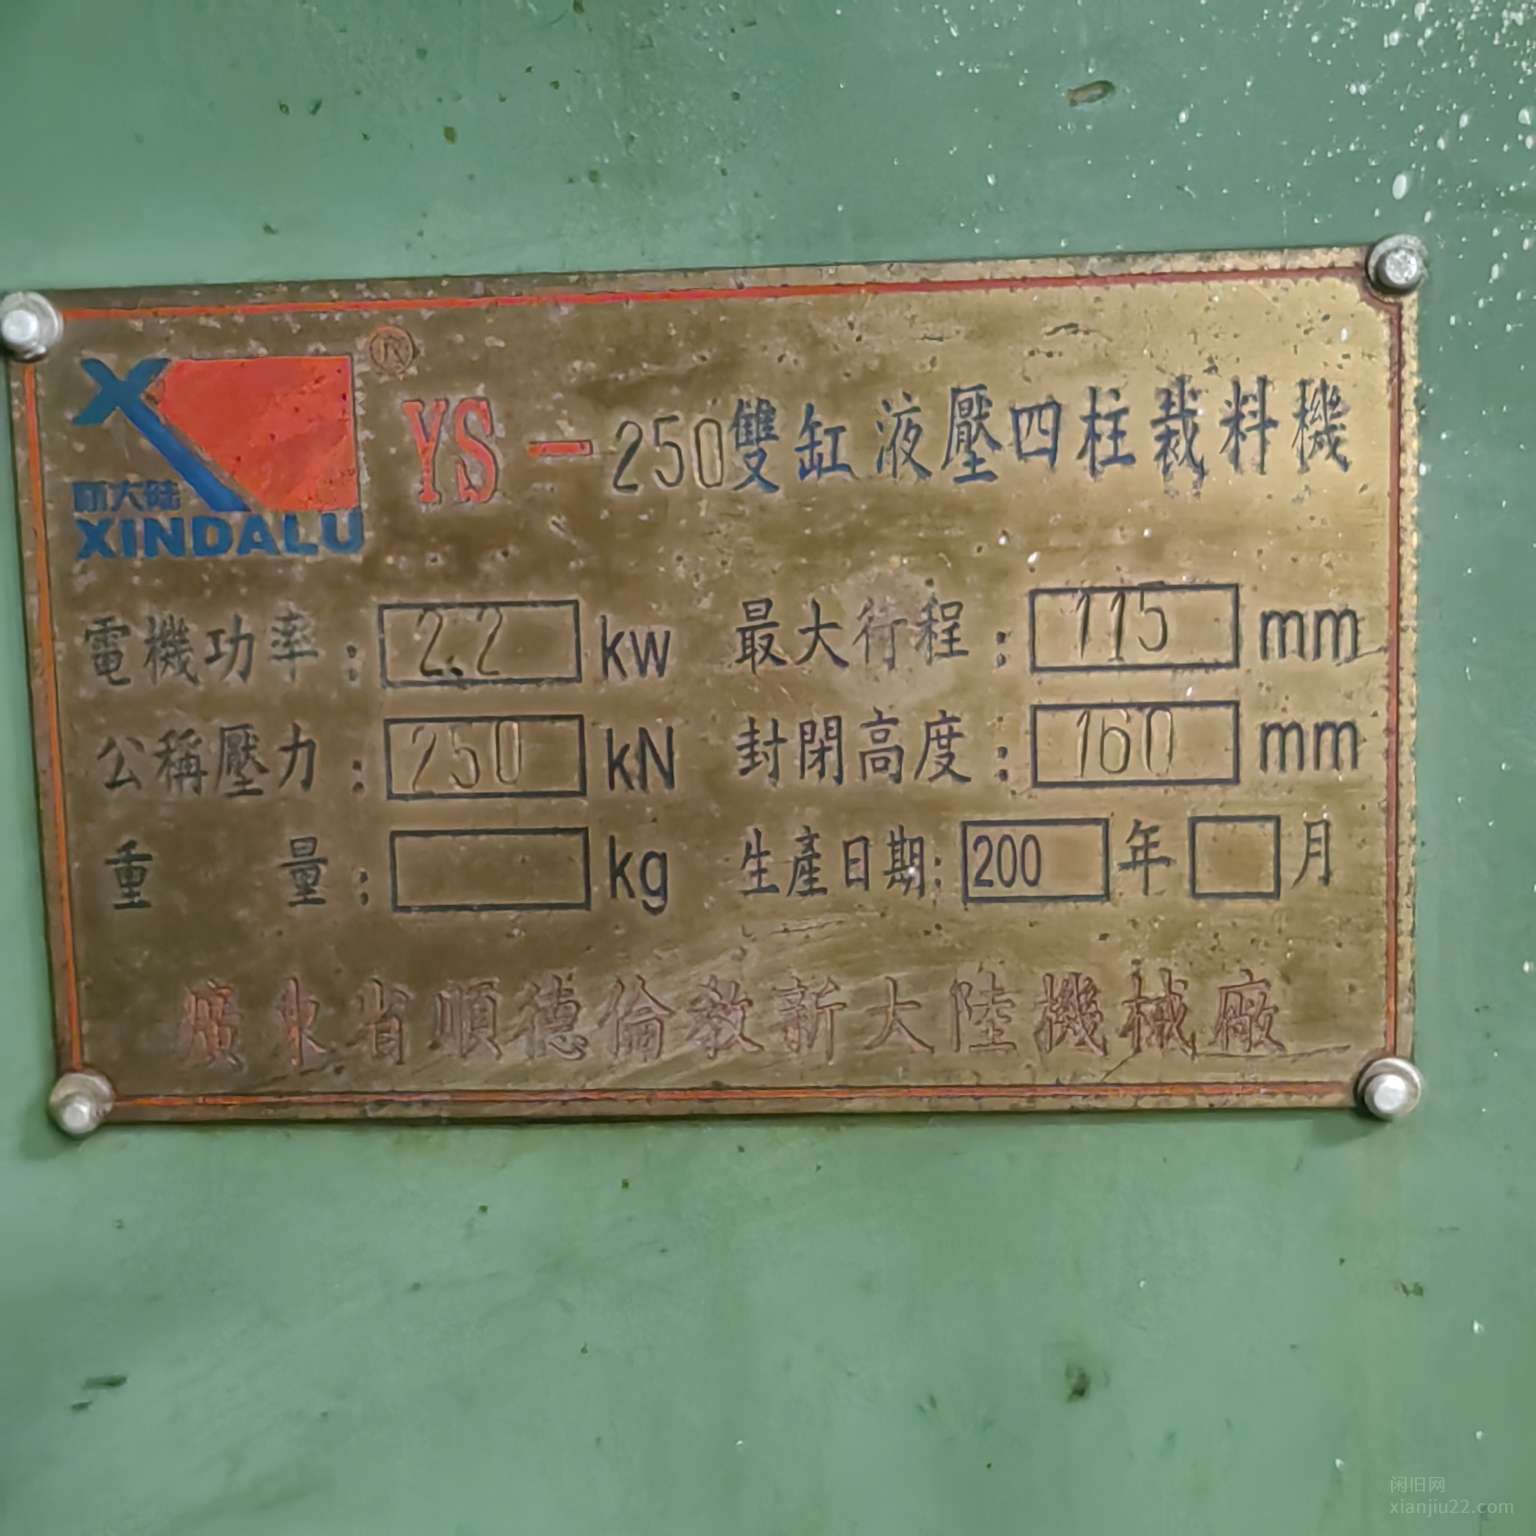 ®
新大陸
XINDALU
YS-250雙缸液壓四柱裁料機
電機功率: 2.2 kw 最大行程: 115 mm
公稱壓力: 250 kN 封閉高度: 160 mm
重量: kg 生產日期: 200 年 月
廣東省順德倫教新大陸機械廠
闲旧网
xianjiu22.com